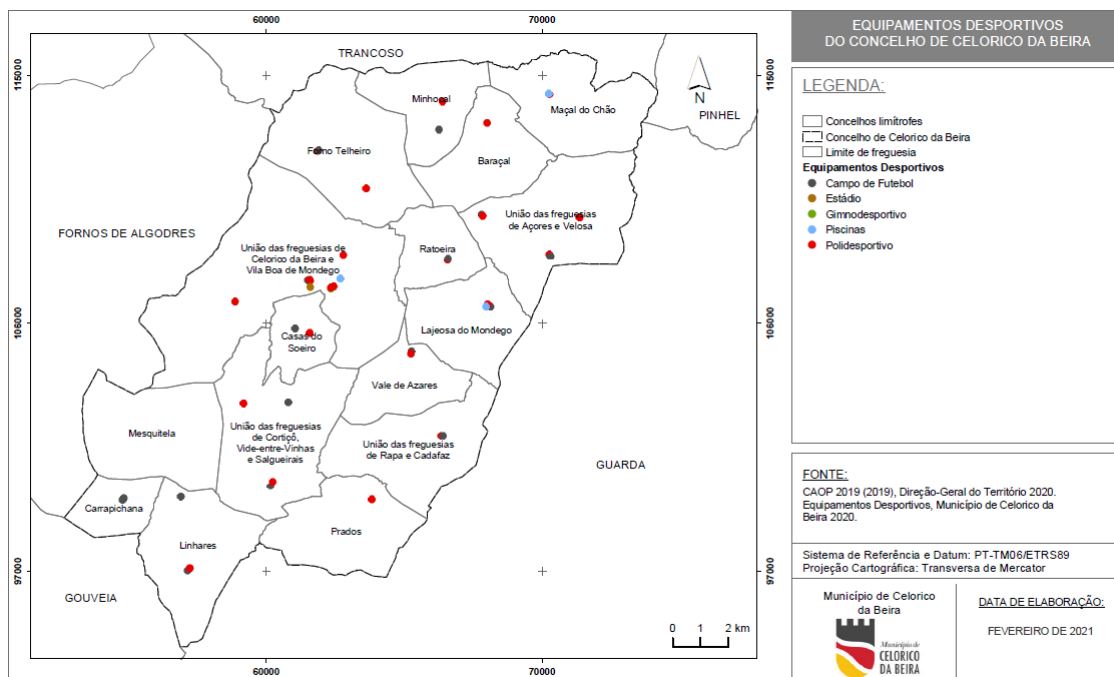 60000
70000
EQUIPAMENTOS DESPORTIVOS
DO CONCELHO DE CELORICO DA BEIRA
TRANCOSO
115000
115000
LEGENDA:
Minhocal
Maçal do Chão
N
PINHEL
Concelhos limítrofes
Concelho de Celorico da Beira
Limite de freguesia
Equipamentos Desportivos
Campo de Futebol
Estádio
Gimnodesportivo
Piscinas
Polidesportivo
Forno Telheiro
Baraçal
União das freguesias
de Açores e Velosa
FORNOS DE ALGODRES
Ratoeira
União das freguesias de
Celorico da Beira e
Vila Boa de Mondego
106000
106000
Lajeosa do Mondego
Casas do
Soeiro
Vale de Azares
Mesquitela
União das freguesias
de Cortiçô,
Vide-entre-Vinhas
e Salgueirais
União das freguesias
de Rapa e Cadafaz
GUARDA
Carrapichana
Prados
Linhares
FONTE:
CAOP 2019 (2019), Direção-Geral do Território 2020.
Equipamentos Desportivos, Município de Celorico da
Beira 2020.
Sistema de Referência e Datum: PT-TM06/ETRS89
Projeção Cartográfica: Transversa de Mercator
97000
97000
GOUVEIA
0 1 2 km
Município de Celorico
da Beira
Município de
CELORICO
DA BEIRA
DATA DE ELABORAÇÃO:
FEVEREIRO DE 2021
60000
70000